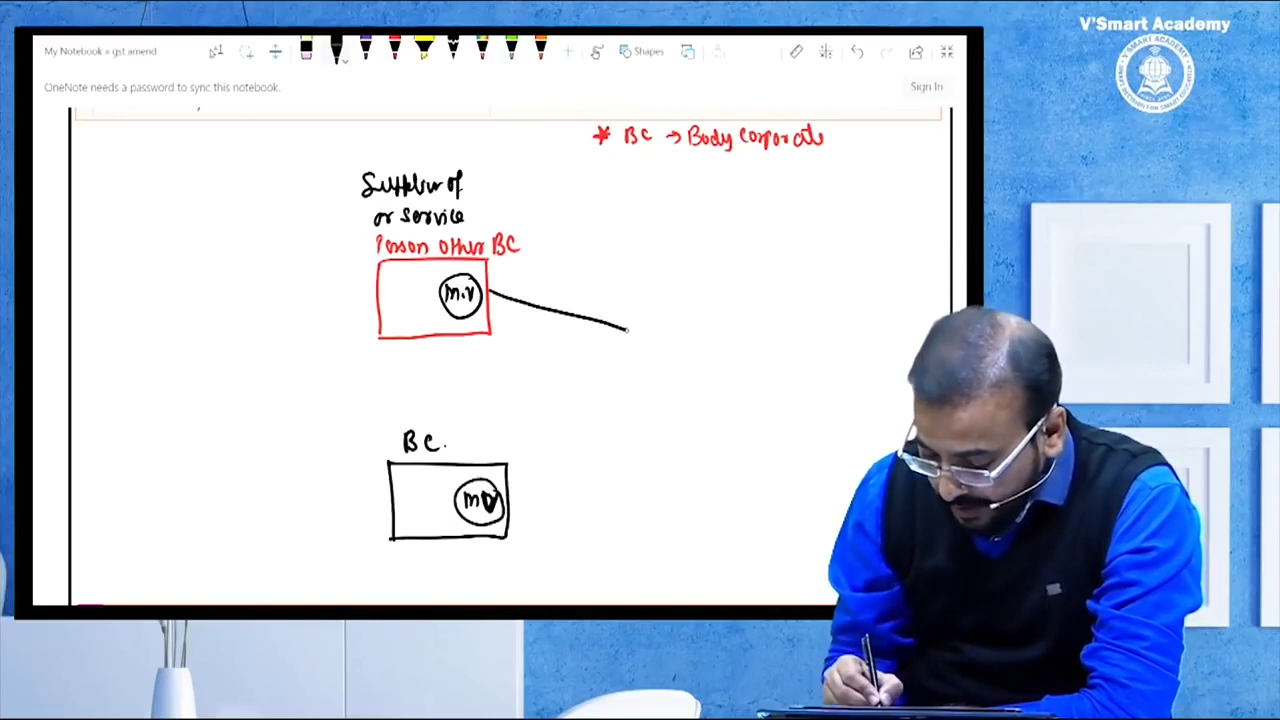 V'Smart Academy
My Notebook » gst amend
Shapes
OneNote needs a password to sync this notebook.
Sign In
* BC → Body Corporate
of
or service
Person other BC
M.V
BC.
MV